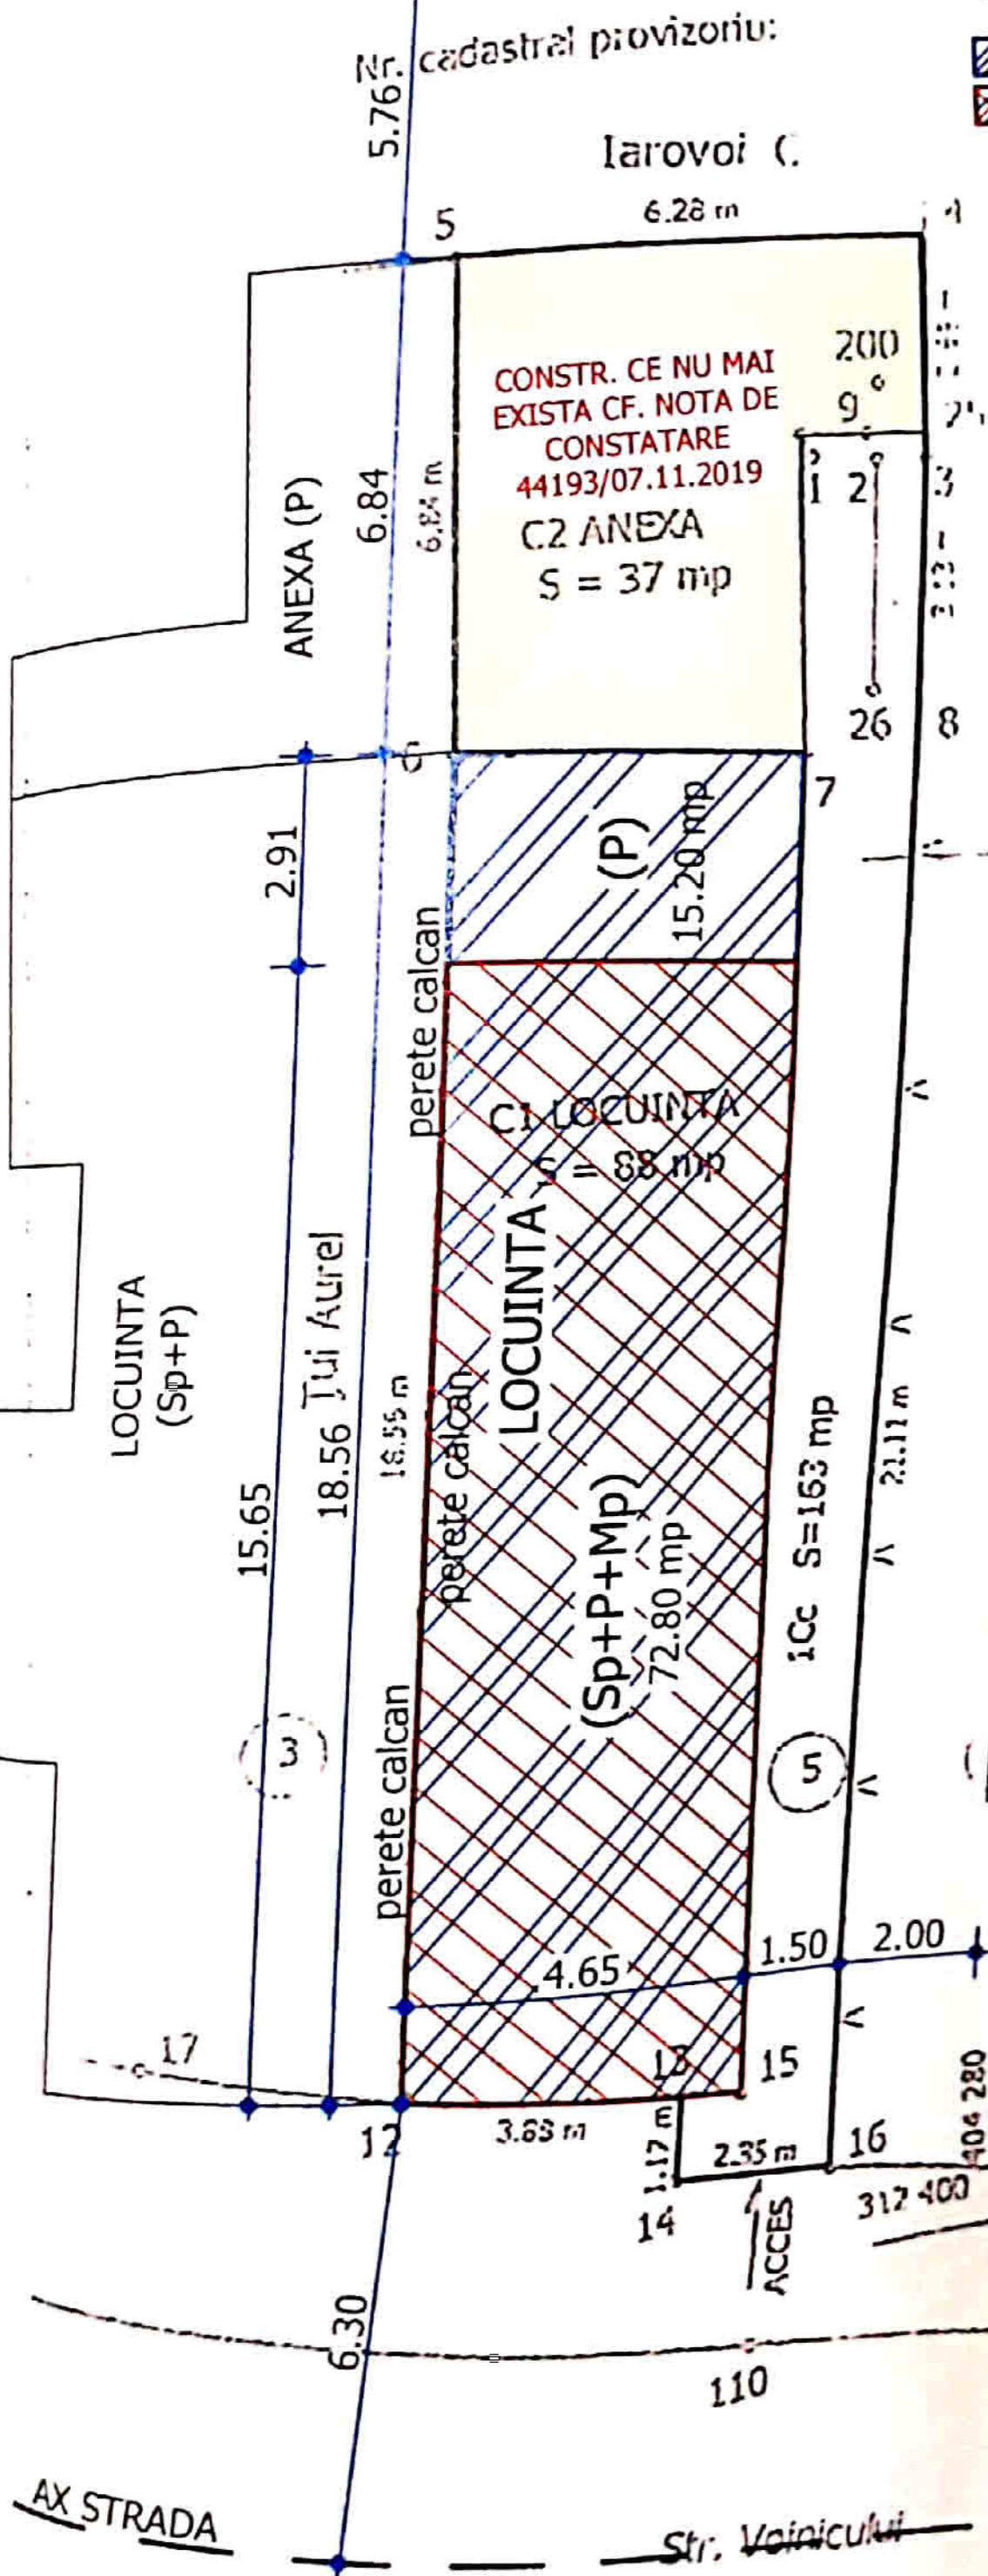 Nr. cadastral provizoriu:
5.76
Iarovoi C.
6.28 m
5
4
CONSTR. CE NU MAI
EXISTA CF. NOTA DE
CONSTATARE
44193/07.11.2019
C2 ANEXA
S = 37 mp
200
9
1 2
3
ANEXA (P)
6.84
6.84 m
26
8
7
2.91
(P)
15.20 mp
perete calcan
C1 LOCUINTA
S = 88 mp
LOCUINTA
(Sp+P+Mp)
72.80 mp
LOCUINTA
(Sp+P)
15.65
Țui Aurel
18.56
18.56 m
perete calcan
perete calcan
1Cc S=163 mp
21.11 m
3
5
4.65
1.50
2.00
17
13
15
12
3.88 m
1.17 m
2.35 m
16
14
ACCES
312 400
404 280
6.30
110
AX STRADA
Str. Voinicului